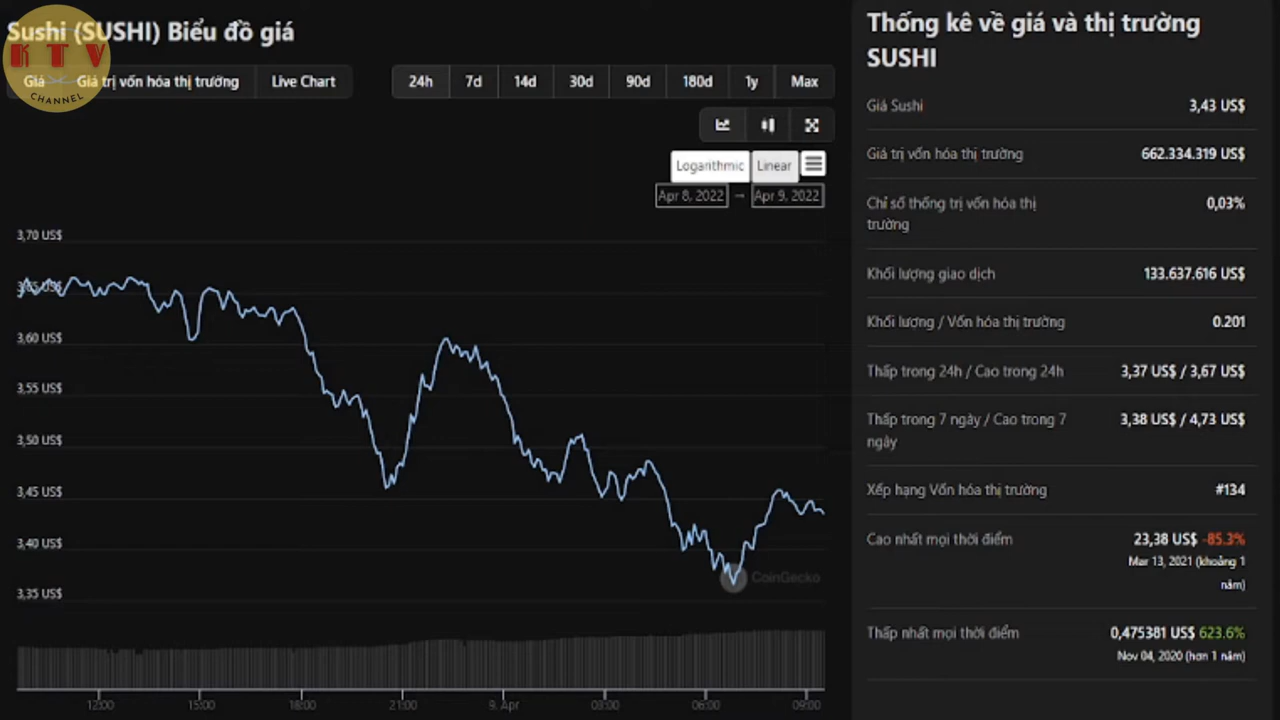 Sushi (SUSHI) Biểu đồ giá
KTV
CHANNEL
Giá Giá trị vốn hóa thị trường Live Chart
24h 7d 14d 30d 90d 180d 1y Max
Logarithmic Linear
Apr 8, 2022 → Apr 9, 2022
3,70 US$
3,65 US$
3,60 US$
3,55 US$
3,50 US$
3,45 US$
3,40 US$
3,35 US$
CoinGecko
12:00 15:00 18:00 21:00 9. Apr 03:00 06:00 09:00
Thống kê về giá và thị trường
SUSHI
Giá Sushi 3,43 US$
Giá trị vốn hóa thị trường 662.334.319 US$
Chỉ số thống trị vốn hóa thị 0,03%
trường
Khối lượng giao dịch 133.637.616 US$
Khối lượng / Vốn hóa thị trường 0.201
Thấp trong 24h / Cao trong 24h 3,37 US$ / 3,67 US$
Thấp trong 7 ngày / Cao trong 7 3,38 US$ / 4,73 US$
ngày
Xếp hạng Vốn hóa thị trường #134
Cao nhất mọi thời điểm 23,38 US$ -85.3%
Mar 13, 2021 (khoảng 1
năm)
Thấp nhất mọi thời điểm 0,475381 US$ 623.6%
Nov 04, 2020 (hơn 1 năm)